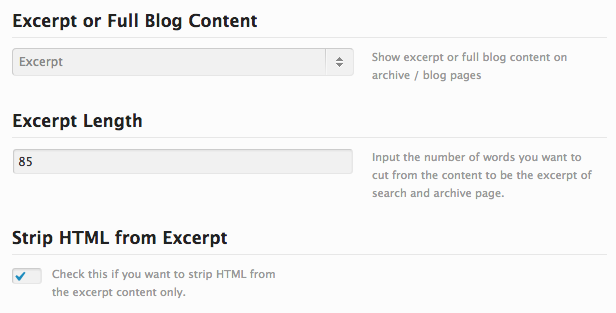 Excerpt or Full Blog Content
Excerpt
Show excerpt or full blog content on
archive / blog pages
Excerpt Length
85
Input the number of words you want to
cut from the content to be the excerpt of
search and archive page.
Strip HTML from Excerpt
Check this if you want to strip HTML from
the excerpt content only.